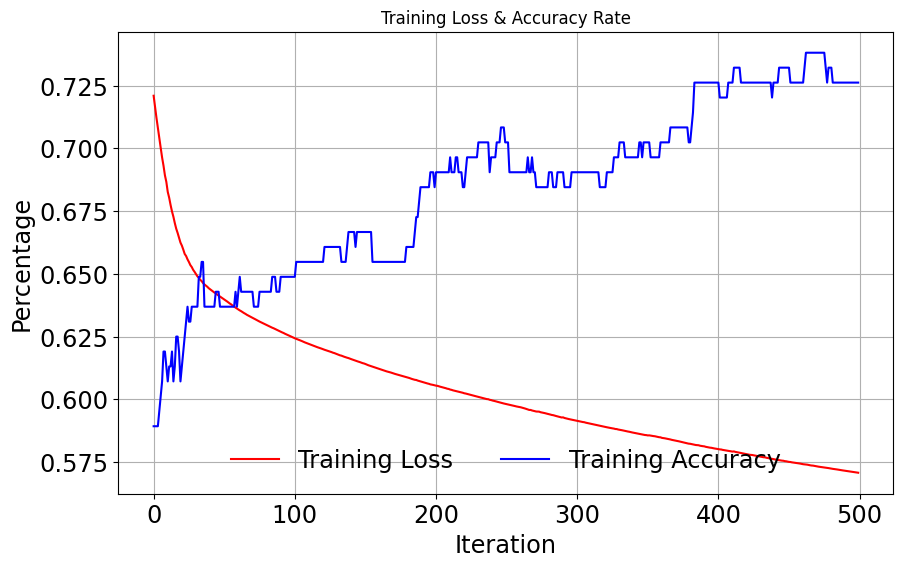 Training Loss & Accuracy Rate
Percentage
0.725
0.700
0.675
0.650
0.625
0.600
0.575
Training Loss
Training Accuracy
0
100
200
300
400
500
Iteration